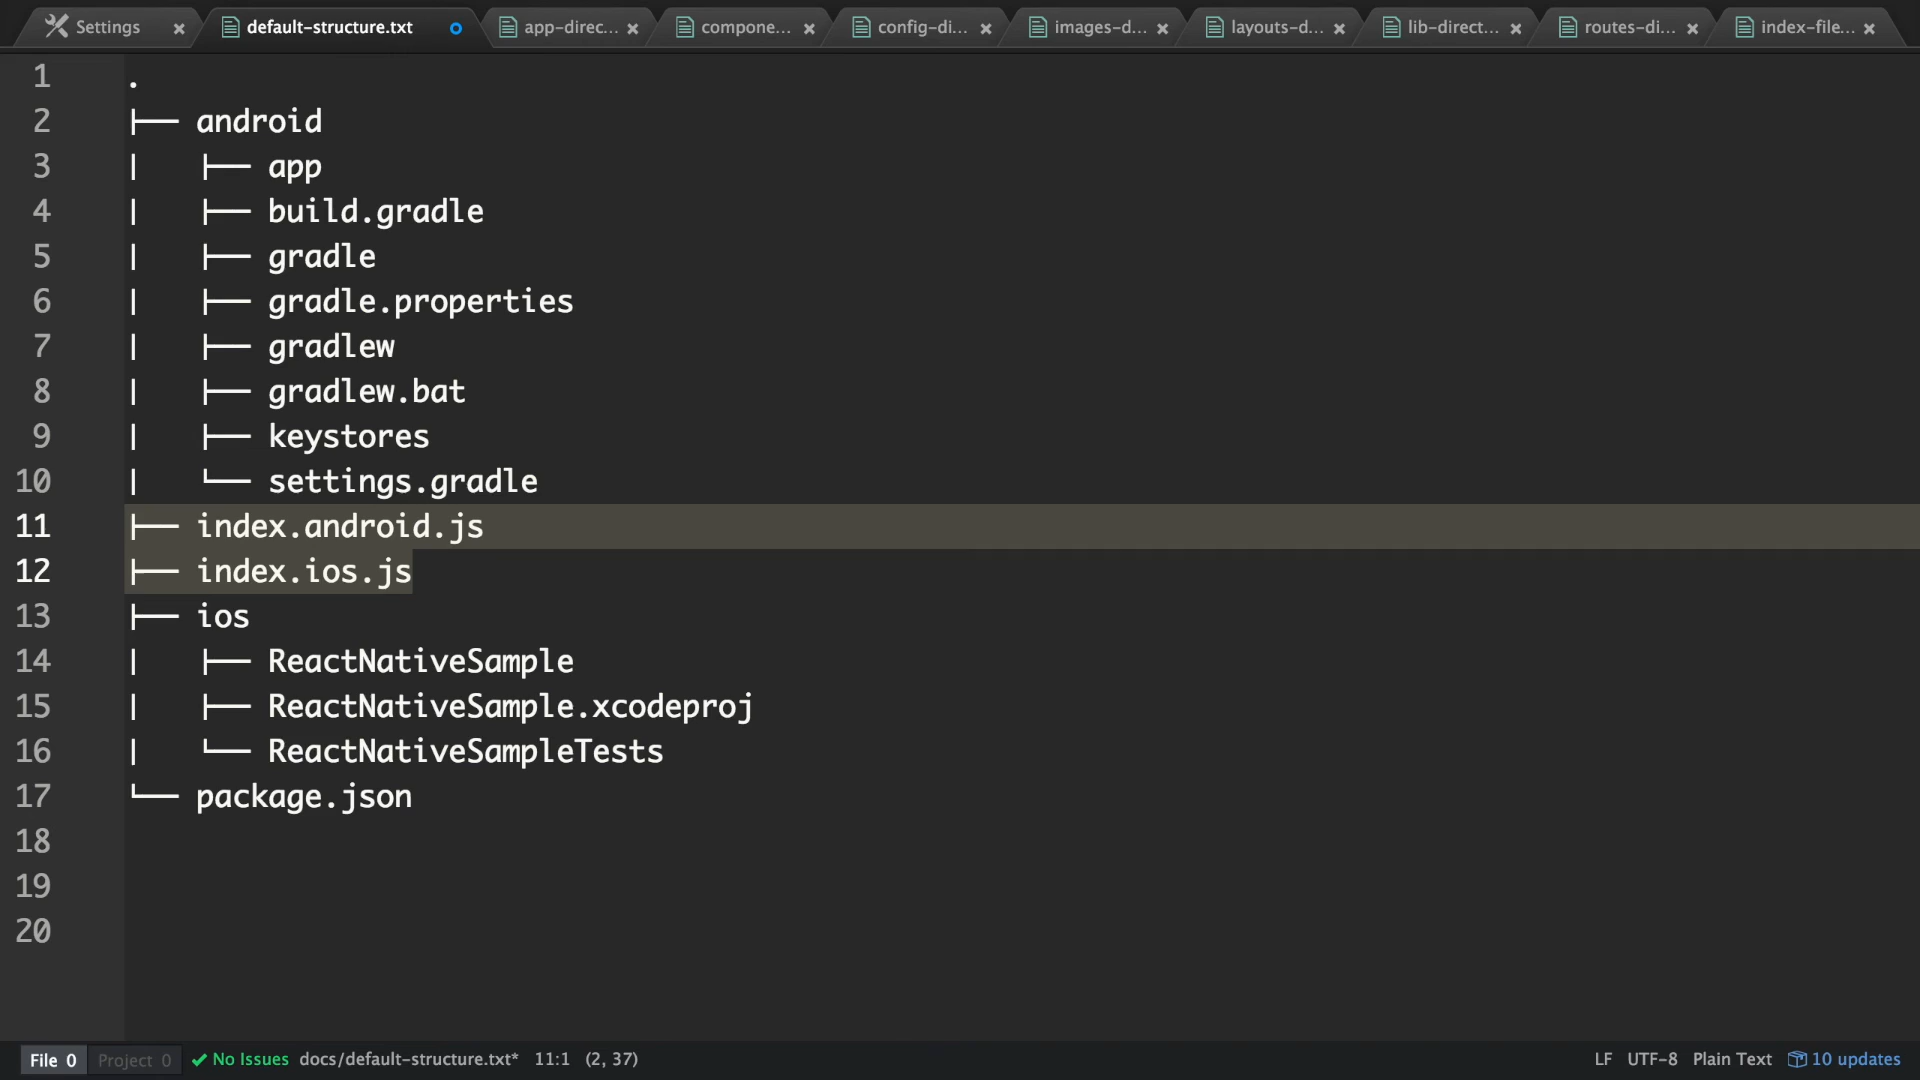 Settings × default-structure.txt app-direc... × compone... × config-di... × images-d... × layouts-d... × lib-direct... × routes-di... × index-file... ×
1 .
2 ├── android
3 | ├── app
4 | ├── build.gradle
5 | ├── gradle
6 | ├── gradle.properties
7 | ├── gradlew
8 | ├── gradlew.bat
9 | ├── keystores
10 | └── settings.gradle
11 ├── index.android.js
12 ├── index.ios.js
13 ├── ios
14 | ├── ReactNativeSample
15 | ├── ReactNativeSample.xcodeproj
16 | └── ReactNativeSampleTests
17 └── package.json
18
19
20
File 0 Project 0 ✓ No Issues docs/default-structure.txt* 11:1 (2, 37) LF UTF-8 Plain Text 10 updates